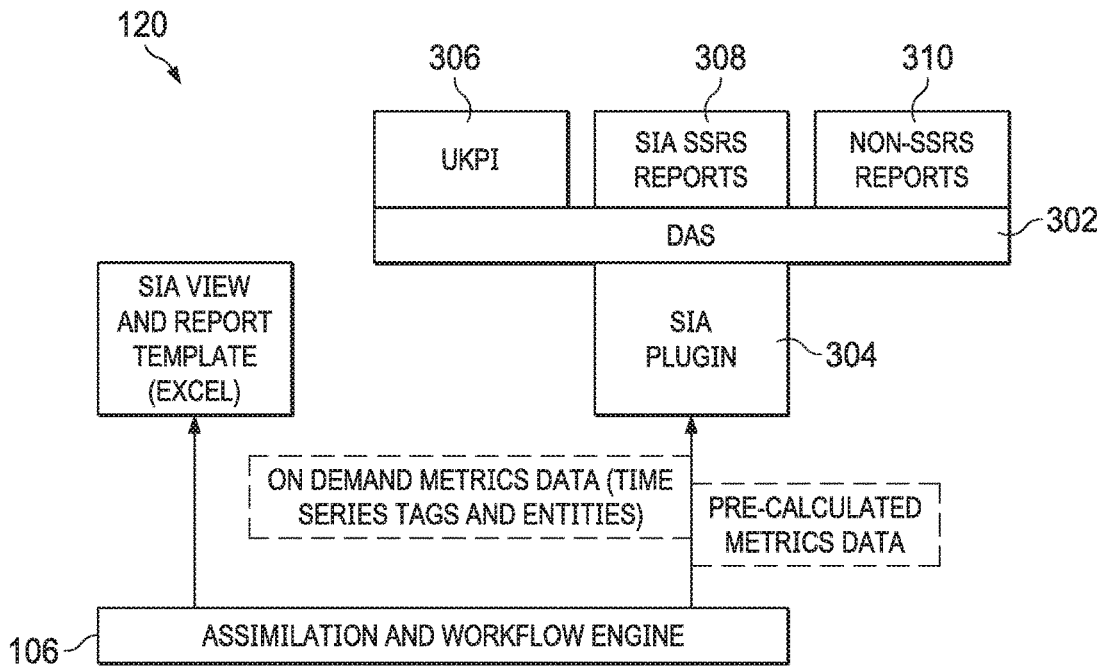 120
306
308
310
UKPI
SIA SSRS
REPORTS
NON-SSRS
REPORTS
DAS
302
SIA VIEW
AND REPORT
TEMPLATE
(EXCEL)
SIA
PLUGIN
304
ON DEMAND METRICS DATA (TIME
SERIES TAGS AND ENTITIES)
PRE-CALCULATED
METRICS DATA
106
ASSIMILATION AND WORKFLOW ENGINE